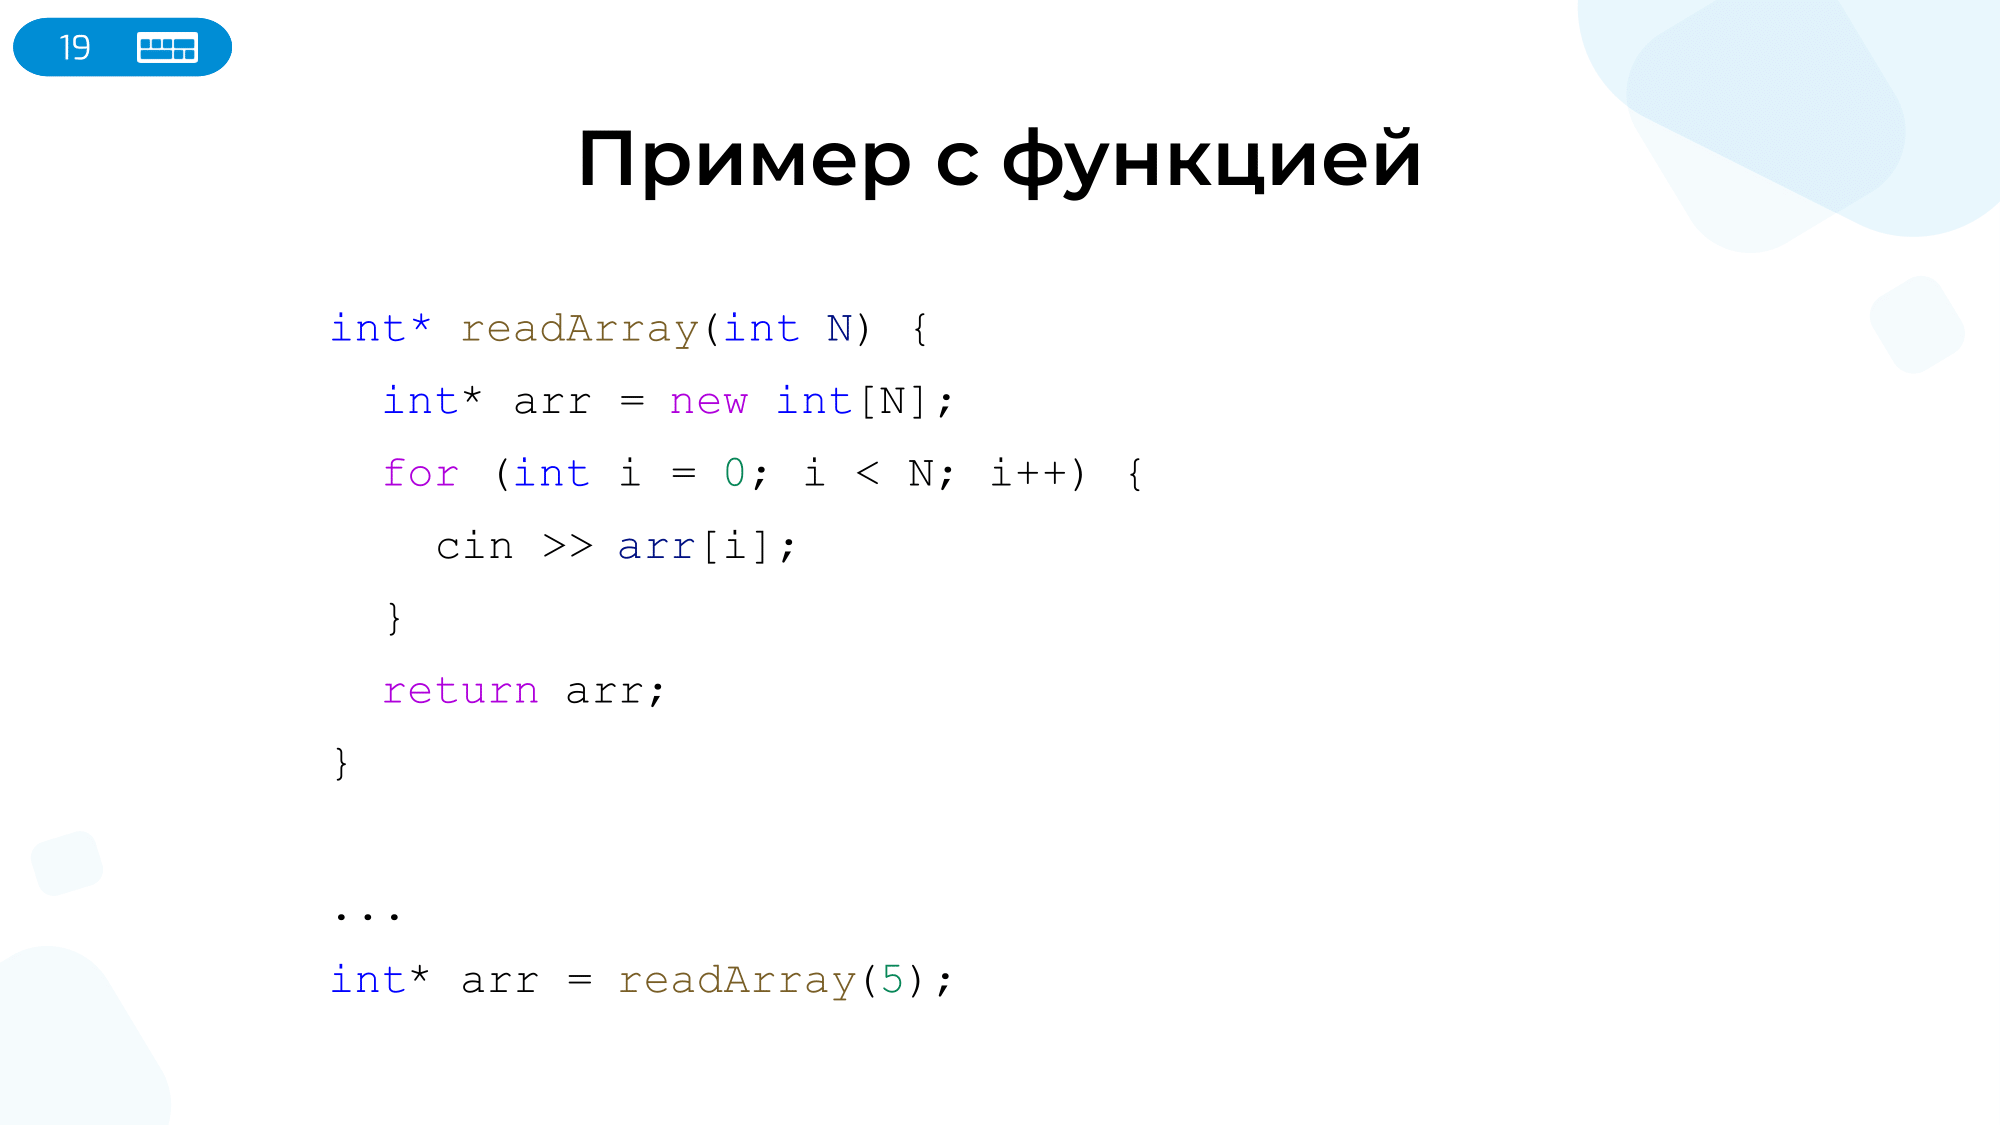 19
Пример с функцией
int* readArray(int N) {
  int* arr = new int[N];
  for (int i = 0; i < N; i++) {
    cin >> arr[i];
  }
  return arr;
}
...
int* arr = readArray(5);